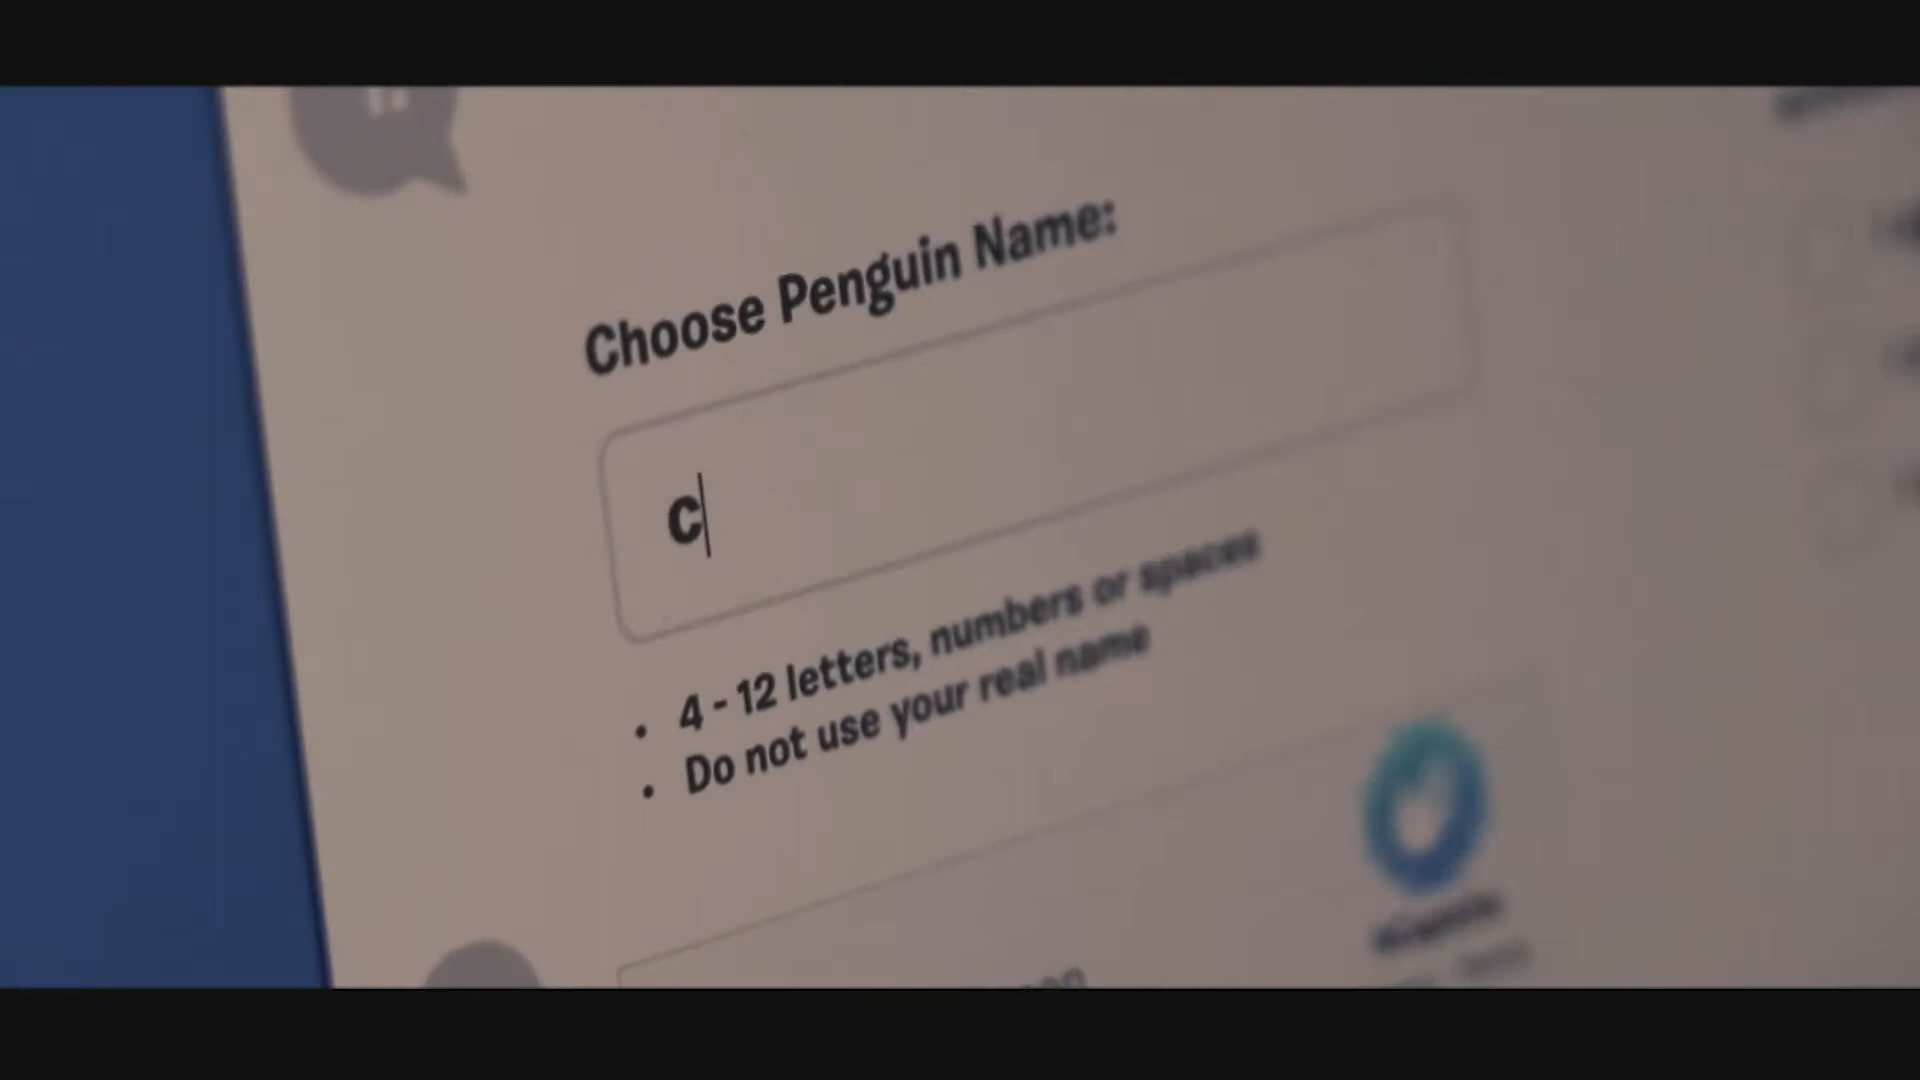 Choose Penguin Name:
c
• 4 - 12 letters, numbers or spaces
• Do not use your real name